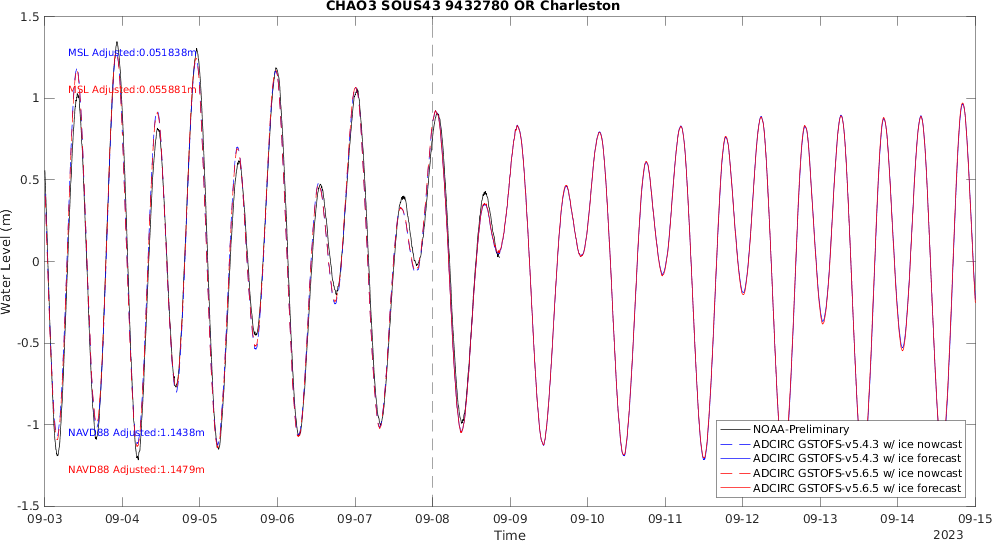 CHAO3 SOUS43 9432780 OR Charleston
1.5
1
0.5
0
-0.5
-1
-1.5
Water Level (m)
MSL Adjusted:0.051838m
MSL Adjusted:0.055881m
NAVD88 Adjusted:1.1438m
NAVD88 Adjusted:1.1479m
NOAA-Preliminary
ADCIRC GSTOFS-v5.4.3 w/ ice nowcast
ADCIRC GSTOFS-v5.4.3 w/ ice forecast
ADCIRC GSTOFS-v5.6.5 w/ ice nowcast
ADCIRC GSTOFS-v5.6.5 w/ ice forecast
09-03 09-04 09-05 09-06 09-07 09-08 09-09 09-10 09-11 09-12 09-13 09-14 09-15
Time
2023